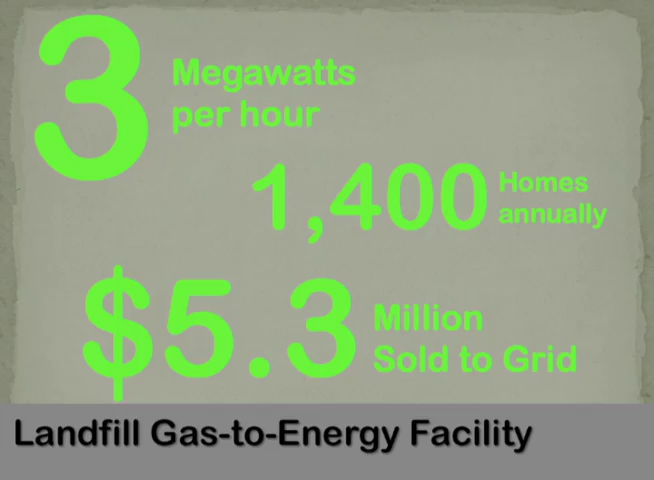 3
Megawatts
per hour
1,400
Homes
annually
$5.3
Million
Sold to Grid
Landfill Gas-to-Energy Facility